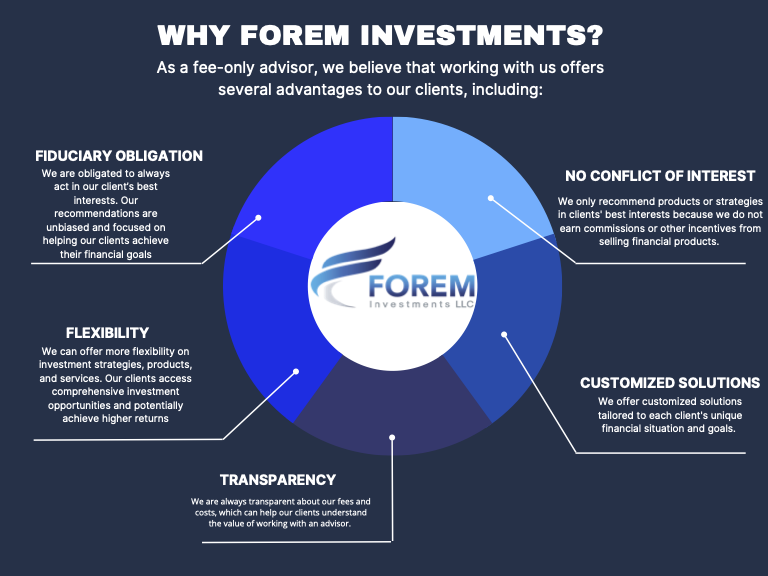 WHY FOREM INVESTMENTS?
As a fee-only advisor, we believe that working with us offers
several advantages to our clients, including:
FIDUCIARY OBLIGATION
We are obligated to always
act in our client's best
interests. Our
recommendations are
unbiased and focused on
helping our clients achieve
their financial goals
NO CONFLICT OF INTEREST
We only recommend products or strategies
in clients' best interests because we do not
earn commissions or other incentives from
selling financial products.
FOREM
Investments LLC
FLEXIBILITY
We can offer more flexibility on
investment strategies, products,
and services. Our clients access
comprehensive investment
opportunities and potentially
achieve higher returns
CUSTOMIZED SOLUTIONS
We offer customized solutions
tailored to each client's unique
financial situation and goals.
TRANSPARENCY
We are always transparent about our fees and
costs, which can help our clients understand
the value of working with an advisor.